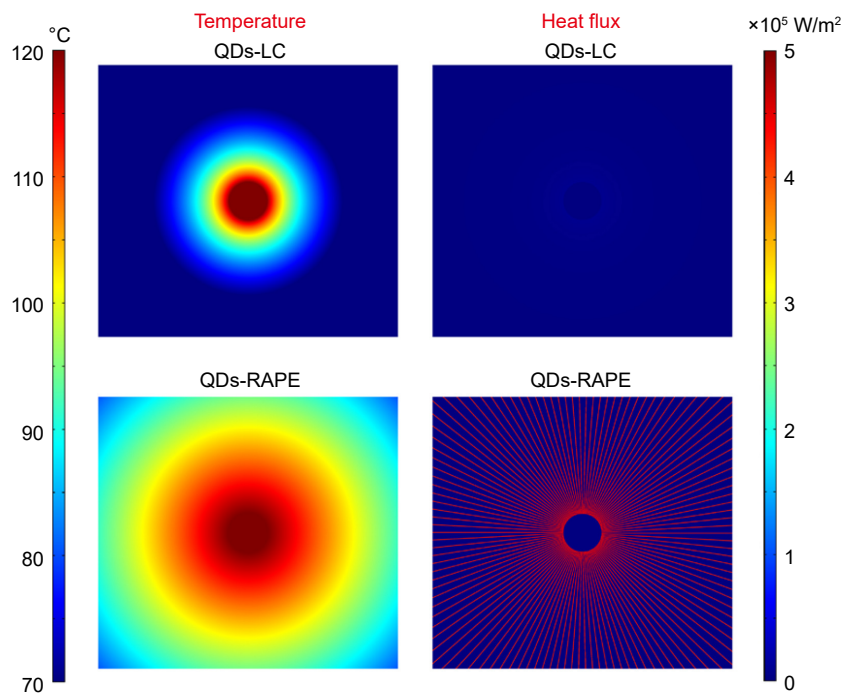 Temperature
Heat flux
°C
×10⁵ W/m²
QDs-LC
QDs-LC
120
110
100
90
80
70
5
4
3
2
1
0
QDs-RAPE
QDs-RAPE